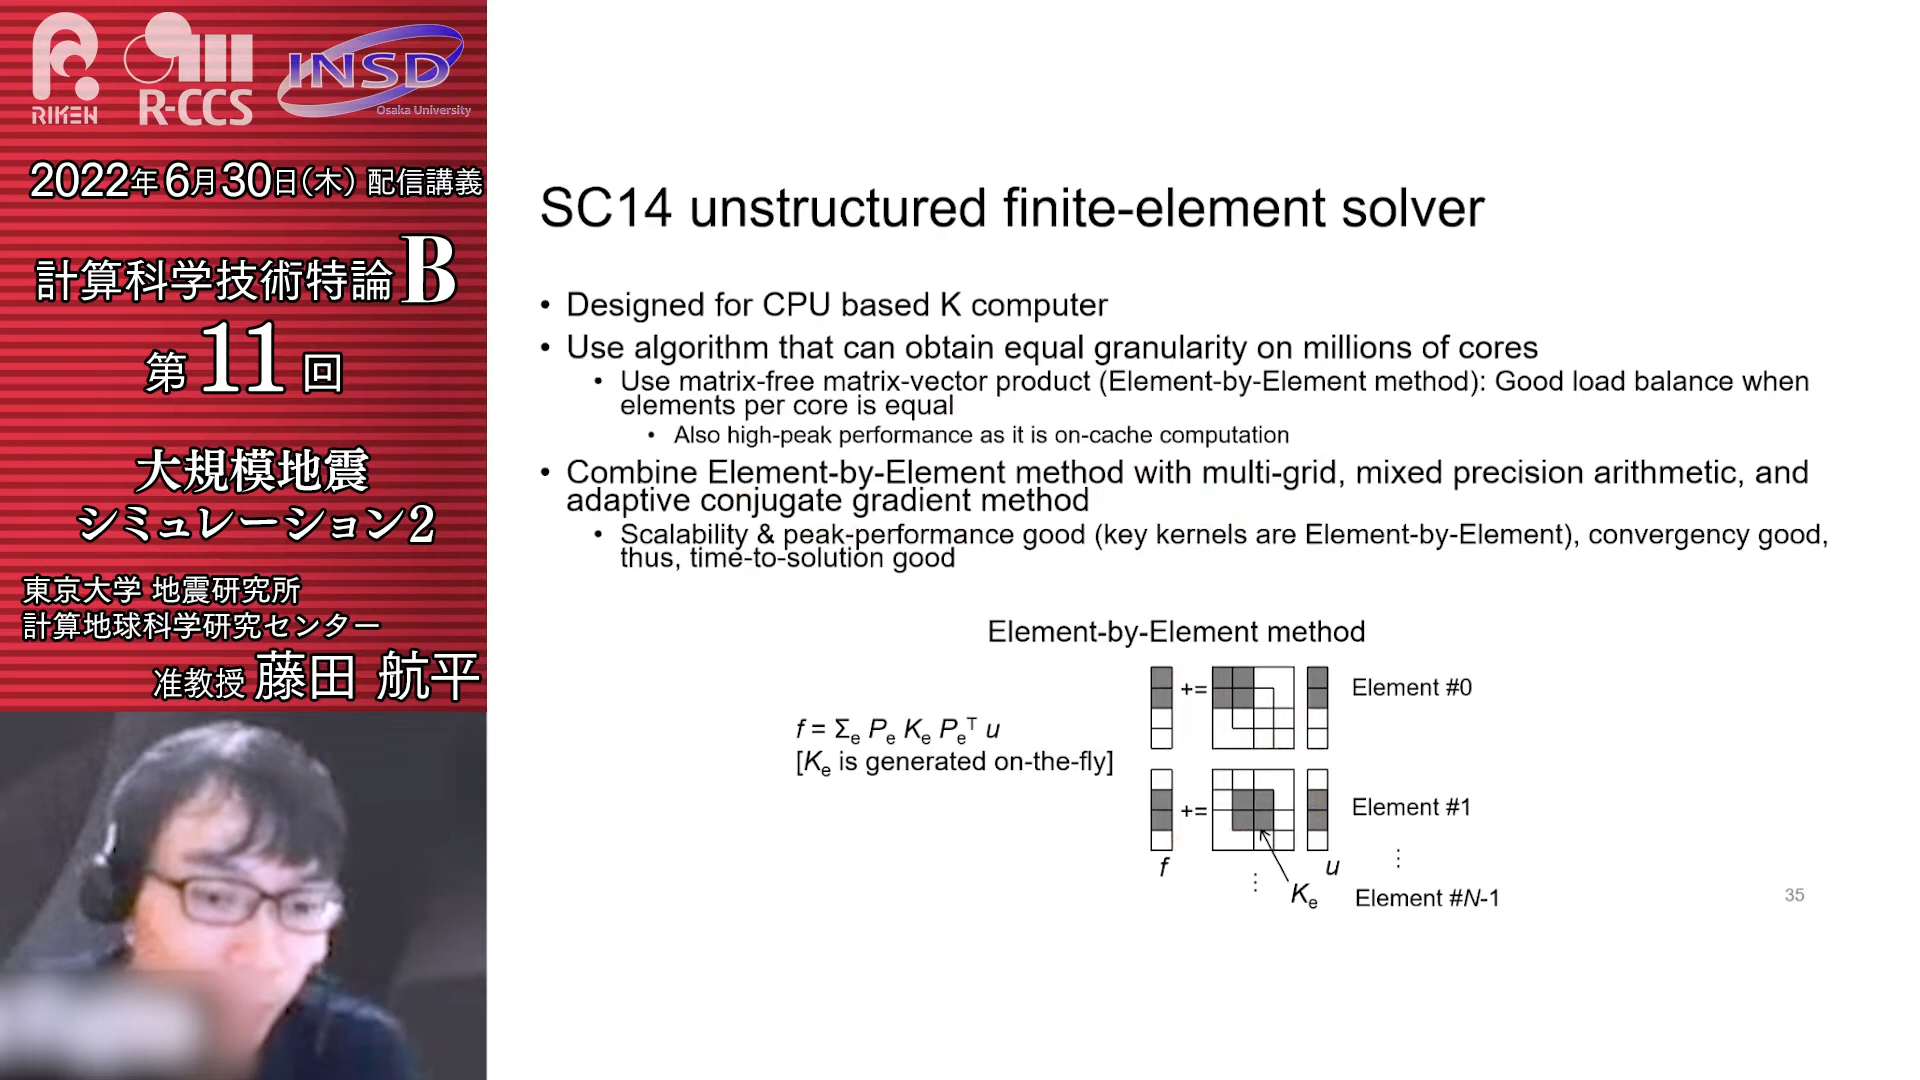 RIKEN
R-CCS
INSD
Osaka University
2022年6月30日(木) 配信講義
計算科学技術特論B
第11回
大規模地震
シミュレーション2
東京大学 地震研究所
計算地球科学研究センター
准教授 藤田 航平
SC14 unstructured finite-element solver
• Designed for CPU based K computer
• Use algorithm that can obtain equal granularity on millions of cores
• Use matrix-free matrix-vector product (Element-by-Element method): Good load balance when
elements per core is equal
• Also high-peak performance as it is on-cache computation
• Combine Element-by-Element method with multi-grid, mixed precision arithmetic, and
adaptive conjugate gradient method
• Scalability & peak-performance good (key kernels are Element-by-Element), convergency good,
thus, time-to-solution good
Element-by-Element method
f = Σe Pe Ke PeT u
[Ke is generated on-the-fly]
+=
Element #0
+=
Element #1
f
u
⋮
⋮
Ke
Element #N-1
35